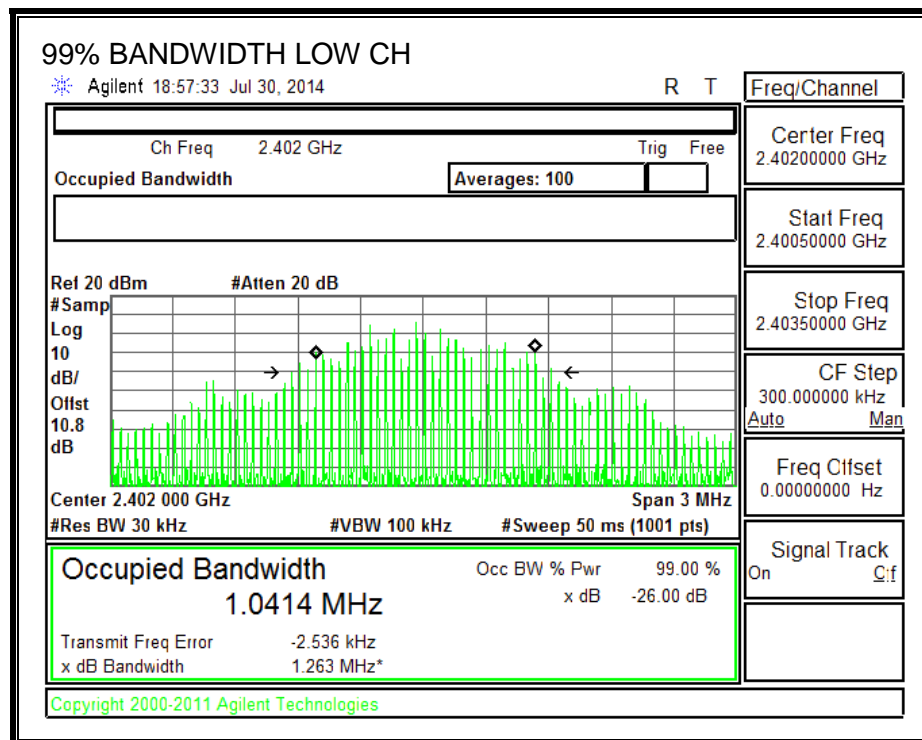 99% BANDWIDTH LOW CH
Agilent 18:57:33 Jul 30, 2014 R T
Ch Freq 2.402 GHz Trig Free
Occupied Bandwidth Averages: 100
Ref 20 dBm #Atten 20 dB
#Samp
Log
10
dB/
Offst
10.8
dB
Center 2.402 000 GHz Span 3 MHz
#Res BW 30 kHz #VBW 100 kHz #Sweep 50 ms (1001 pts)
Occupied Bandwidth Occ BW % Pwr 99.00 %
1.0414 MHz x dB -26.00 dB
Transmit Freq Error -2.536 kHz
x dB Bandwidth 1.263 MHz*
Copyright 2000-2011 Agilent Technologies
Freq/Channel
Center Freq
2.40200000 GHz
Start Freq
2.40050000 GHz
Stop Freq
2.40350000 GHz
CF Step
300.000000 kHz
Auto Man
Freq Offset
0.00000000 Hz
Signal Track
On Off